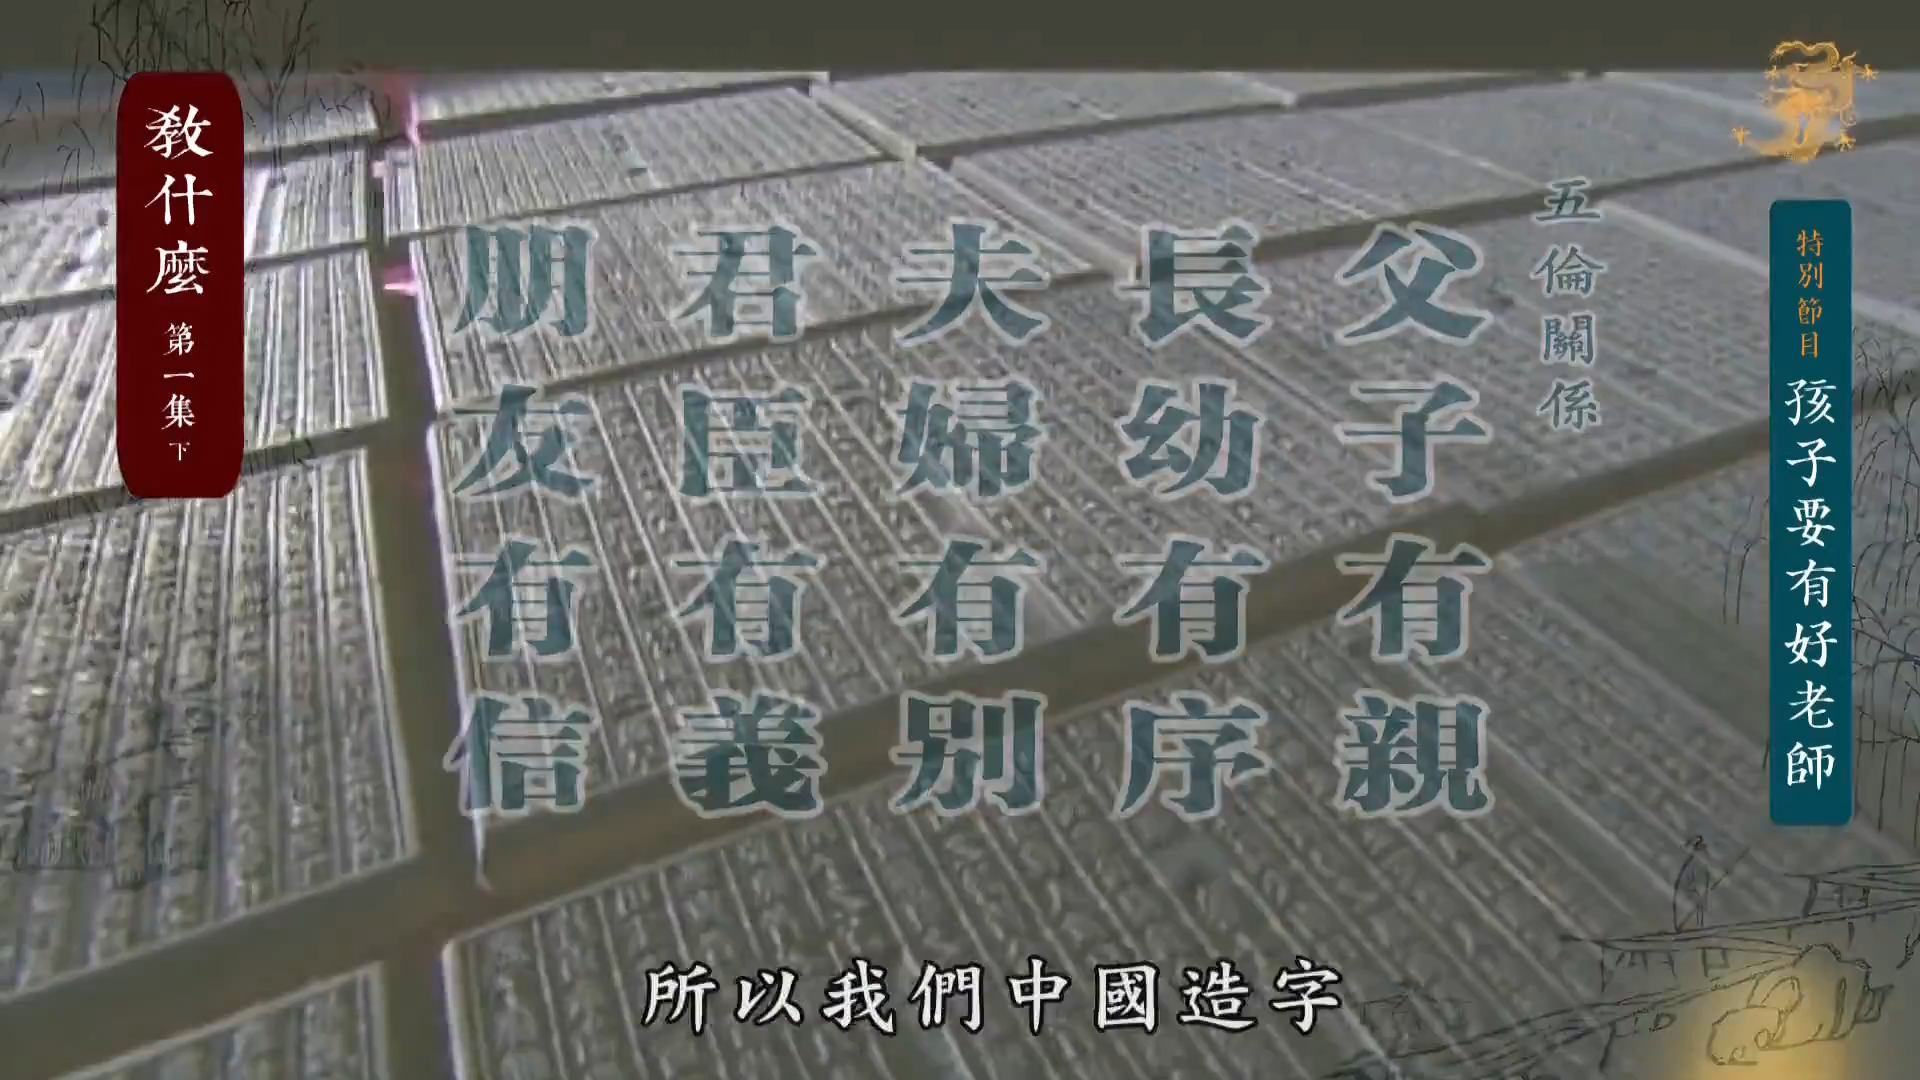 教什麼 第一集 下
特別節目 孩子要有好老師
五倫關係
父子有親
長幼有序
夫婦有別
君臣有義
朋友有信
所以我們中國造字